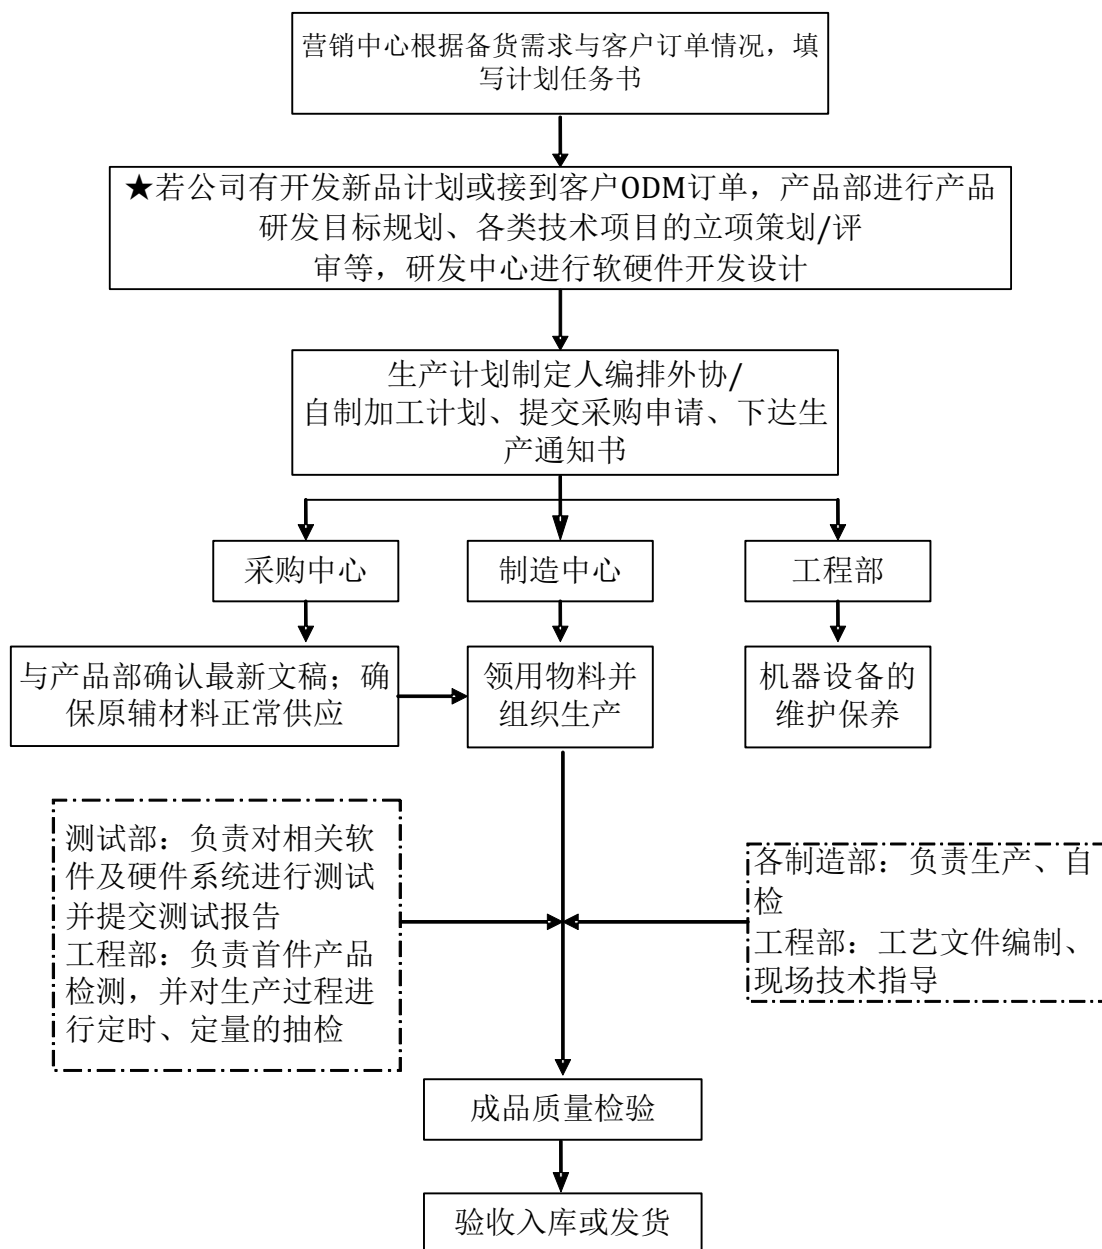 营销中心根据备货需求与客户订单情况，填
写计划任务书
★若公司有开发新品计划或接到客户ODM订单，产品部进行产品
研发目标规划、各类技术项目的立项策划/评
审等，研发中心进行软硬件开发设计
生产计划制定人编排外协/
自制加工计划、提交采购申请、下达生
产通知书
采购中心
制造中心
工程部
与产品部确认最新文稿；确
保原辅材料正常供应
领用物料并
组织生产
机器设备的
维护保养
测试部：负责对相关软
件及硬件系统进行测试
并提交测试报告
工程部：负责首件产品
检测，并对生产过程进
行定时、定量的抽检
各制造部：负责生产、自
检
工程部：工艺文件编制、
现场技术指导
成品质量检验
验收入库或发货